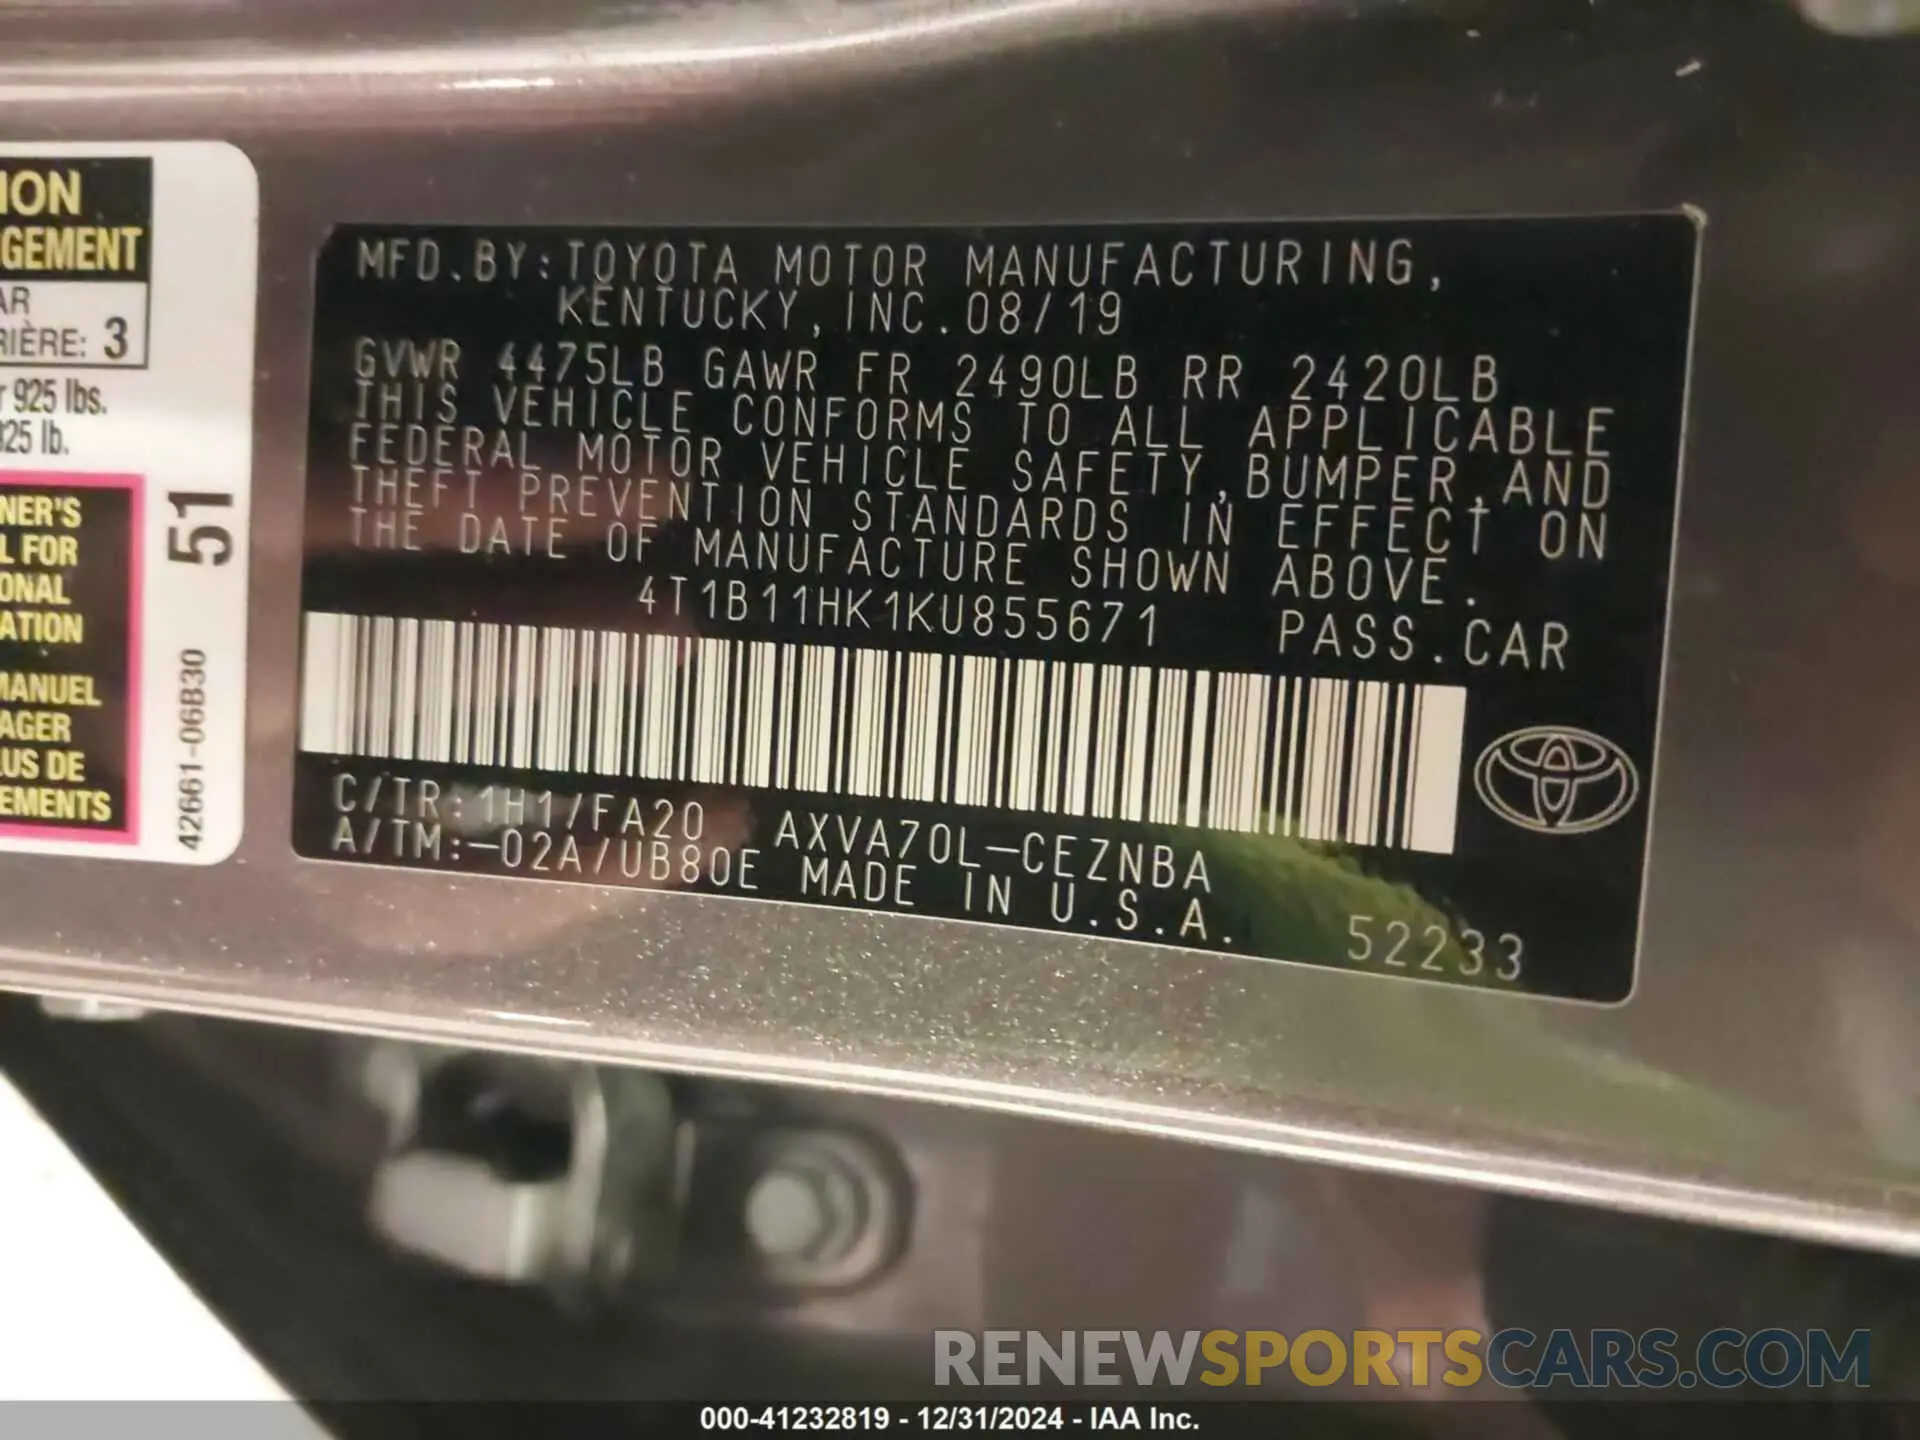 ION
GEMENT
AR
RIÈRE: 3
r 925 lbs.
825 lb.
NER'S
L FOR
ONAL
ATION
MANUEL
AGER
LUS DE
EMENTS
51
42661-06B30
MFD.BY:TOYOTA MOTOR MANUFACTURING,
KENTUCKY,INC.08/19
GVWR 4475LB GAWR FR 2490LB RR 2420LB
THIS VEHICLE CONFORMS TO ALL APPLICABLE
FEDERAL MOTOR VEHICLE SAFETY,BUMPER,AND
THEFT PREVENTION STANDARDS IN EFFECT ON
THE DATE OF MANUFACTURE SHOWN ABOVE.
4T1B11HK1KU855671 PASS.CAR
C/TR:1H1/FA20 AXVA70L-CEZNBA
A/TM:-02A/UB80E MADE IN U.S.A.
52233
RENEWSPORTSCARS.COM
000-41232819 - 12/31/2024 - IAA Inc.